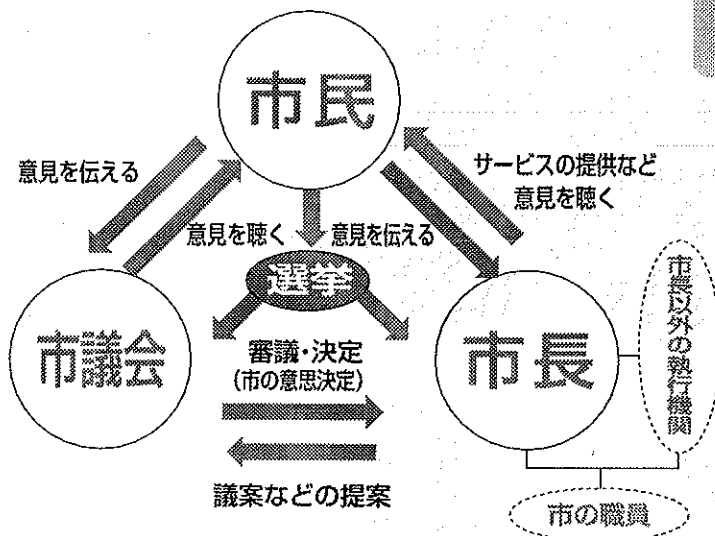 市民
意見を伝える
サービスの提供など
意見を聴く
意見を聴く
意見を伝える
選挙
市議会
審議・決定
(市の意思決定)
市長
市長以外の執行機関
議案などの提案
市の職員